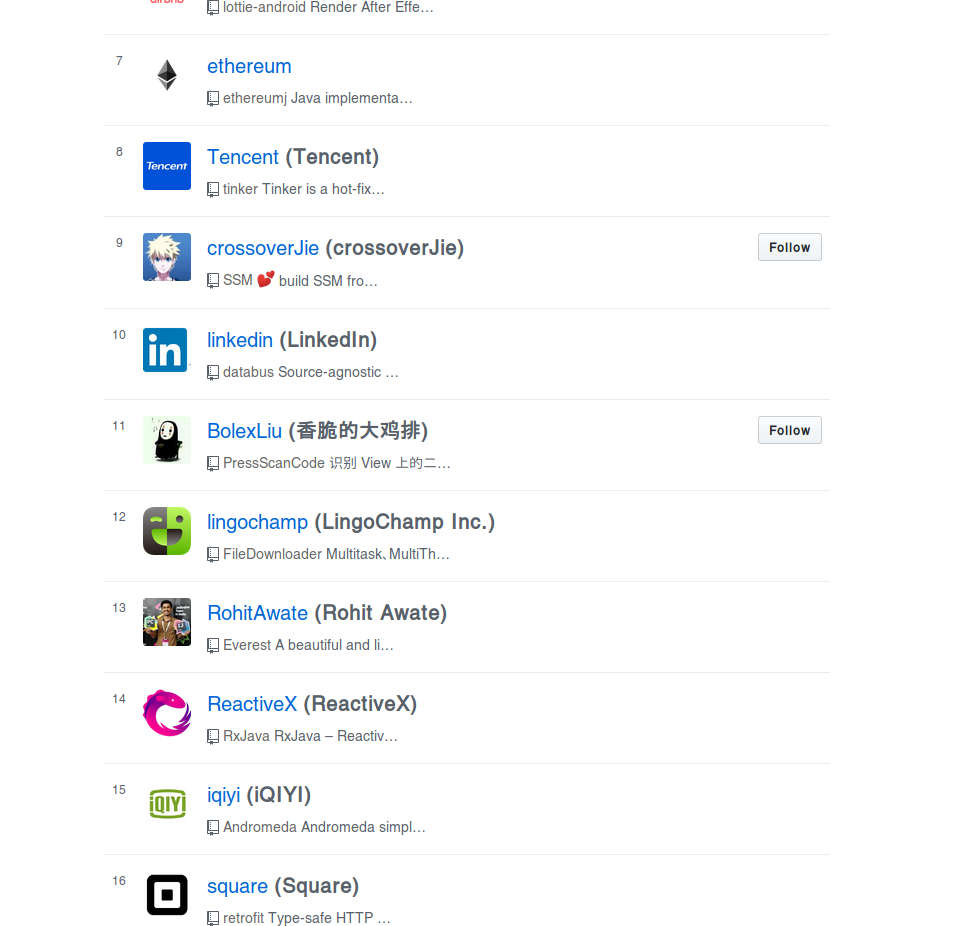 lottie-android Render After Effe…
7
ethereum
ethereumj Java implementa…
8
Tencent
Tencent (Tencent)
tinker Tinker is a hot-fix…
9
crossoverJie (crossoverJie)
Follow
SSM 💕 build SSM fro…
10
in
linkedin (LinkedIn)
databus Source-agnostic …
11
BolexLiu (香脆的大鸡排)
Follow
PressScanCode 识别 View 上的二…
12
lingochamp (LingoChamp Inc.)
FileDownloader Multitask、MultiTh…
13
RohitAwate (Rohit Awate)
Everest A beautiful and li…
14
ReactiveX (ReactiveX)
RxJava RxJava – Reactiv…
15
iQIYI
iqiyi (iQIYI)
Andromeda Andromeda simpl…
16
square (Square)
retrofit Type-safe HTTP …